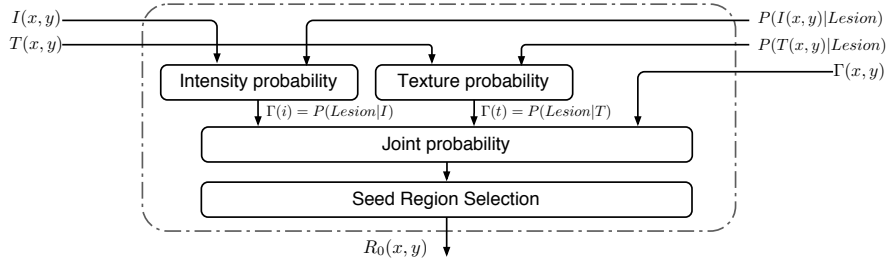 I(x, y)
P(I(x, y)|Lesion)
T(x, y)
P(T(x, y)|Lesion)
Γ(x, y)
Intensity probability
Texture probability
Γ(i) = P(Lesion|I)
Γ(t) = P(Lesion|T)
Joint probability
Seed Region Selection
R₀(x, y)